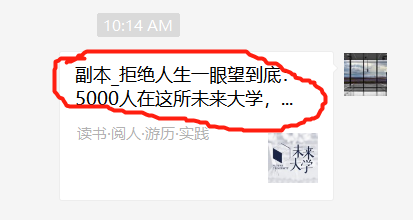 10:14 AM
副本_拒绝人生一眼望到底：
5000人在这所未来大学，...
读书·阅人·游历·实践
未来
大学